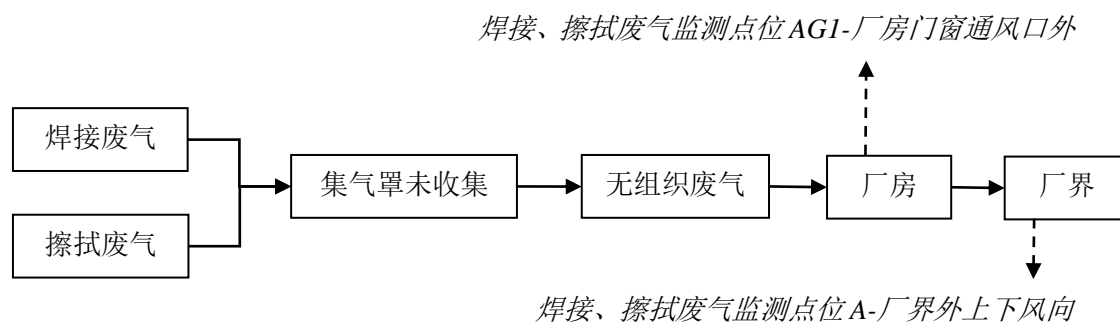 焊接、擦拭废气监测点位AG1-厂房门窗通风口外
焊接废气
集气罩未收集
无组织废气
厂房
厂界
擦拭废气
焊接、擦拭废气监测点位A-厂界外上下风向